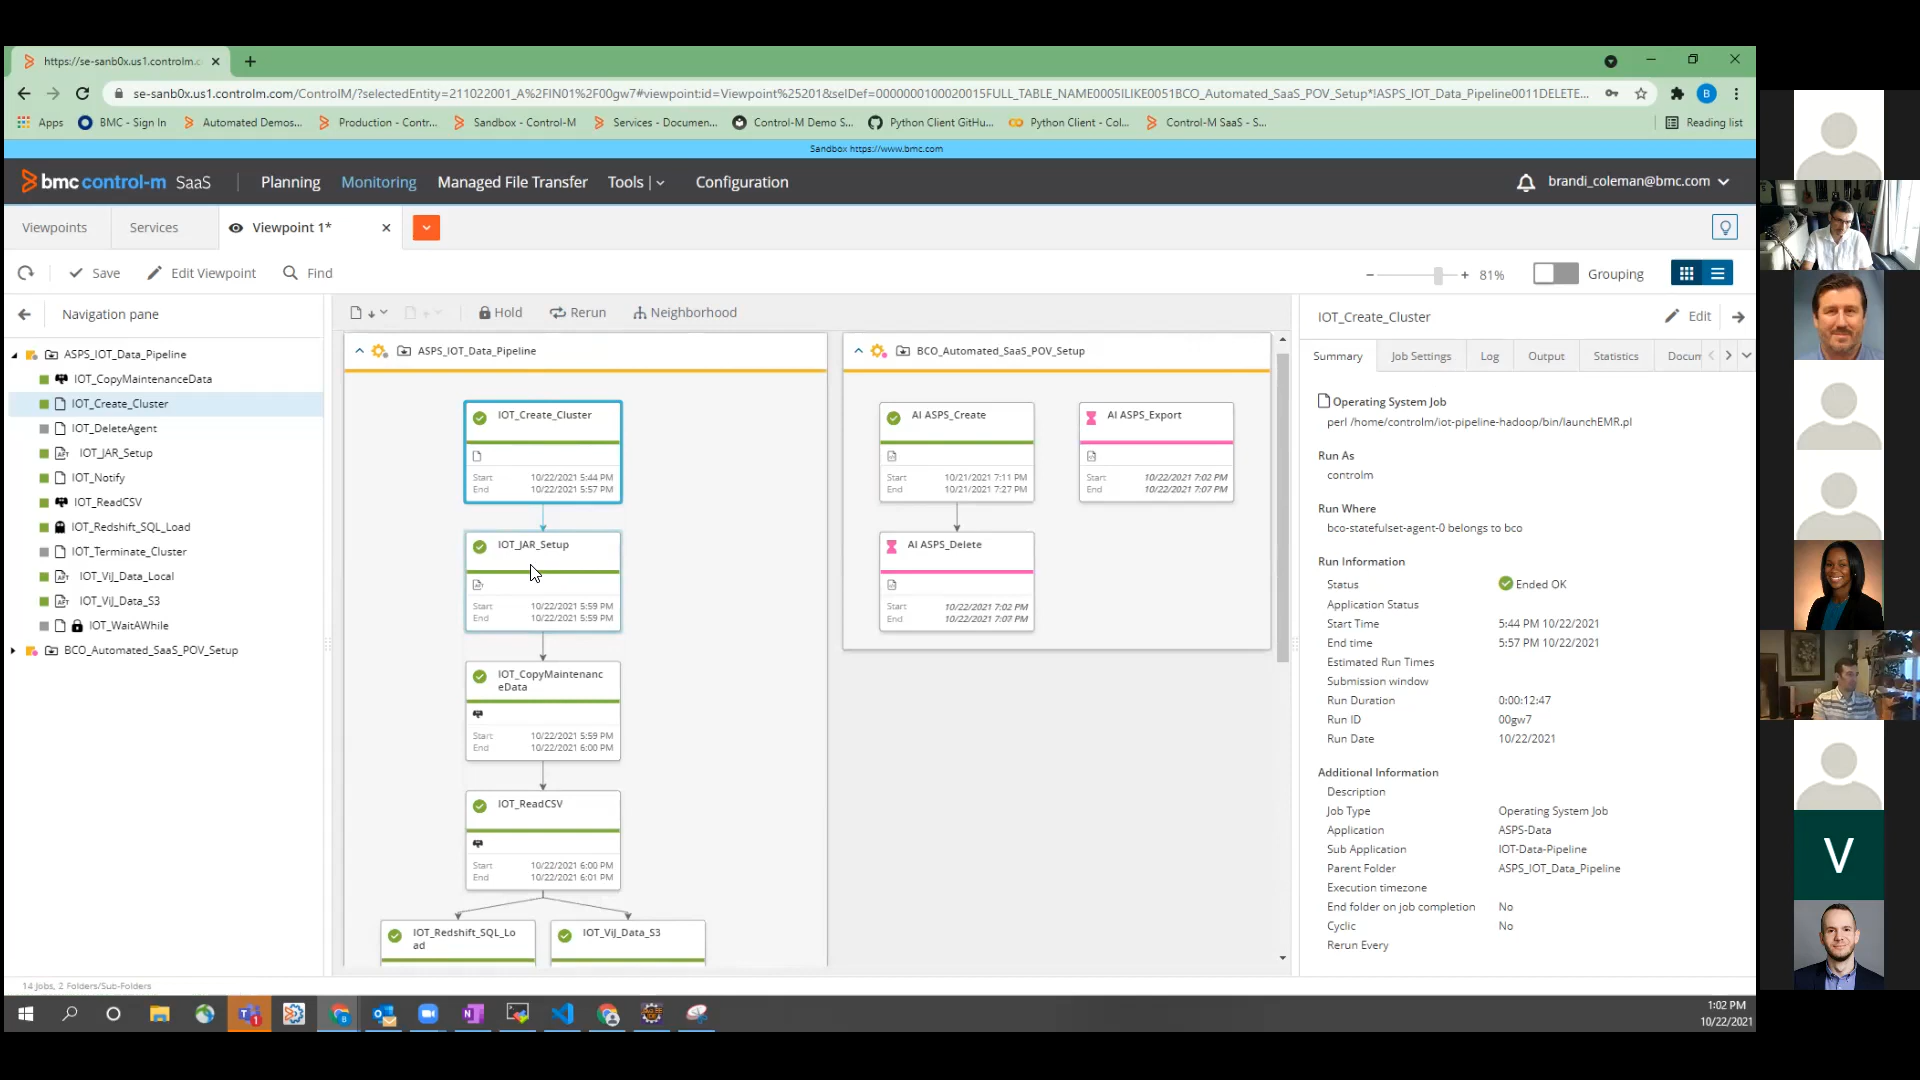 https://se-sanb0x.us1.controlm.c
se-sanb0x.us1.controlm.com/ControlM/?selectedEntity=211022001_A%2FIN01%2F00gw7#viewpoint:id=Viewpoint%25201&selDef=0000000100020015FULL_TABLE_NAME0005ILIKE0051BCO_Automated_SaaS_POV_Setup*!ASPS_IOT_Data_Pipeline0011DELETE...
B
Apps
BMC - Sign In
Automated Demos...
Production - Contr...
Sandbox - Control-M
Services - Documen...
Control-M Demo S...
Python Client GitHu...
Python Client - Col...
Control-M SaaS - S...
Reading list
Sandbox https://www.bmc.com
bmc control-m SaaS
Planning
Monitoring
Managed File Transfer
Tools
Configuration
brandi_coleman@bmc.com
Viewpoints
Services
Viewpoint 1*
Save
Edit Viewpoint
Find
81%
Grouping
Navigation pane
ASPS_IOT_Data_Pipeline
IOT_CopyMaintenanceData
IOT_Create_Cluster
IOT_DeleteAgent
IOT_JAR_Setup
IOT_Notify
IOT_ReadCSV
IOT_Redshift_SQL_Load
IOT_Terminate_Cluster
IOT_ViJ_Data_Local
IOT_ViJ_Data_S3
IOT_WaitAWhile
BCO_Automated_SaaS_POV_Setup
Hold
Rerun
Neighborhood
ASPS_IOT_Data_Pipeline
IOT_Create_Cluster
Start 10/22/2021 5:44 PM
End 10/22/2021 5:57 PM
IOT_JAR_Setup
Start 10/22/2021 5:59 PM
End 10/22/2021 5:59 PM
IOT_CopyMaintenanc
eData
Start 10/22/2021 5:59 PM
End 10/22/2021 6:00 PM
IOT_ReadCSV
Start 10/22/2021 6:00 PM
End 10/22/2021 6:01 PM
IOT_Redshift_SQL_Lo
ad
IOT_ViJ_Data_S3
BCO_Automated_SaaS_POV_Setup
AI ASPS_Create
Start 10/21/2021 7:11 PM
End 10/21/2021 7:27 PM
AI ASPS_Export
Start 10/22/2021 7:02 PM
End 10/22/2021 7:07 PM
AI ASPS_Delete
Start 10/22/2021 7:02 PM
End 10/22/2021 7:07 PM
IOT_Create_Cluster
Edit
Summary
Job Settings
Log
Output
Statistics
Docum
Operating System Job
perl /home/controlm/iot-pipeline-hadoop/bin/launchEMR.pl
Run As
controlm
Run Where
bco-statefulset-agent-0 belongs to bco
Run Information
Status Ended OK
Application Status
Start Time 5:44 PM 10/22/2021
End time 5:57 PM 10/22/2021
Estimated Run Times
Submission window
Run Duration 0:00:12:47
Run ID 00gw7
Run Date 10/22/2021
Additional Information
Description
Job Type Operating System Job
Application ASPS-Data
Sub Application IOT-Data-Pipeline
Parent Folder ASPS_IOT_Data_Pipeline
Execution timezone
End folder on job completion No
Cyclic No
Rerun Every
14 Jobs, 2 Folders/Sub-Folders
1:02 PM
10/22/2021
V